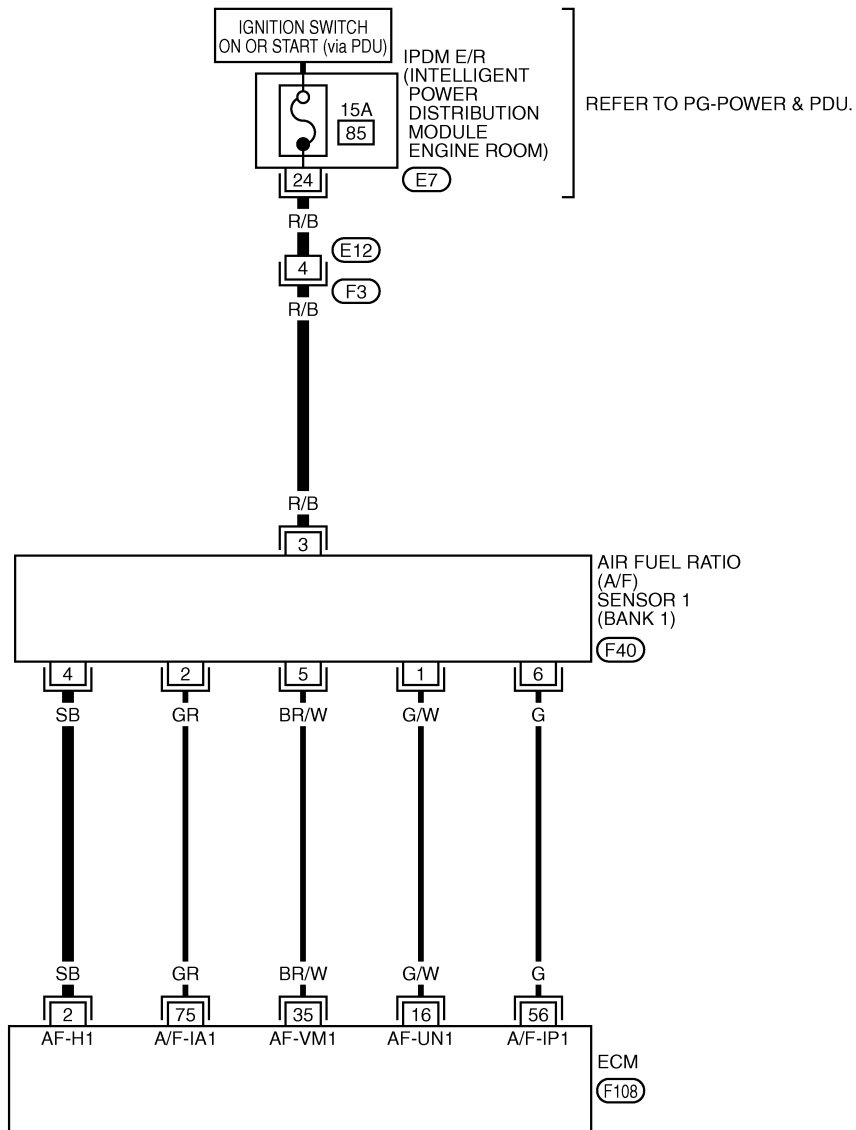 IGNITION SWITCH
ON OR START (via PDU)
IPDM E/R
(INTELLIGENT
POWER
DISTRIBUTION
MODULE
ENGINE ROOM)
REFER TO PG-POWER & PDU.
15A
85
24
E7
R/B
E12
4
F3
R/B
R/B
3
AIR FUEL RATIO
(A/F)
SENSOR 1
(BANK 1)
F40
4 2 5 1 6
SB GR BR/W G/W G
SB GR BR/W G/W G
2 75 35 16 56
AF-H1 A/F-IA1 AF-VM1 AF-UN1 A/F-IP1
ECM
F108